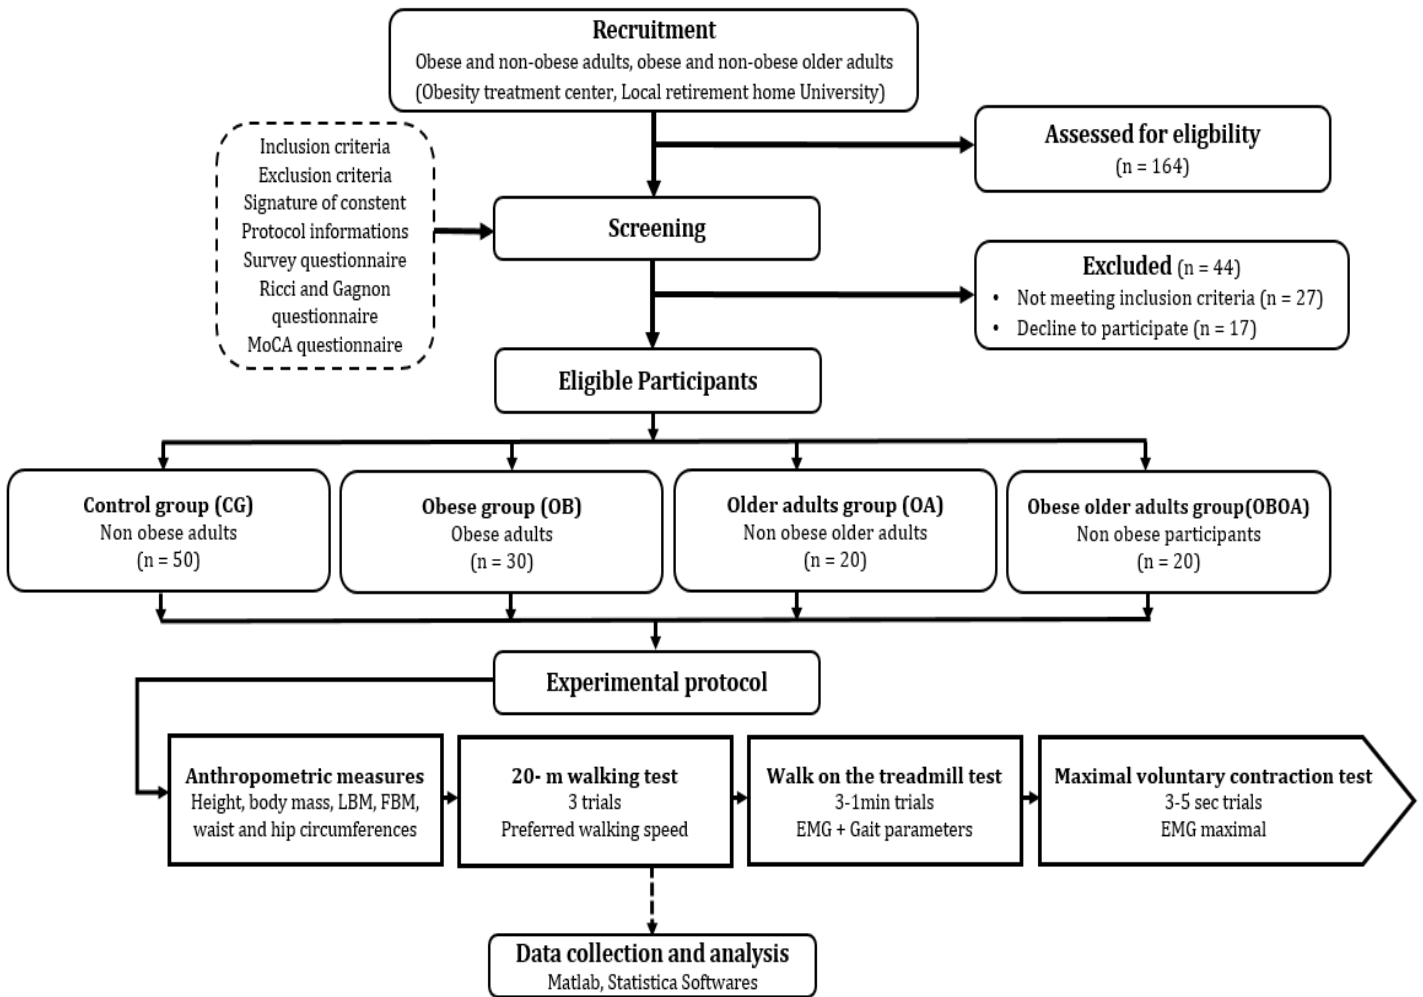 Recruitment
Obese and non-obese adults, obese and non-obese older adults
(Obesity treatment center, Local retirement home University)
Assessed for eligbility
(n = 164)
Inclusion criteria
Exclusion criteria
Signature of constent
Protocol informations
Survey questionnaire
Ricci and Gagnon
questionnaire
MoCA questionnaire
Screening
Excluded (n = 44)
• Not meeting inclusion criteria (n = 27)
• Decline to participate (n = 17)
Eligible Participants
Control group (CG)
Non obese adults
(n = 50)
Obese group (OB)
Obese adults
(n = 30)
Older adults group (OA)
Non obese older adults
(n = 20)
Obese older adults group(OBOA)
Non obese participants
(n = 20)
Experimental protocol
Anthropometric measures
Height, body mass, LBM, FBM,
waist and hip circumferences
20- m walking test
3 trials
Preferred walking speed
Walk on the treadmill test
3-1min trials
EMG + Gait parameters
Maximal voluntary contraction test
3-5 sec trials
EMG maximal
Data collection and analysis
Matlab, Statistica Softwares